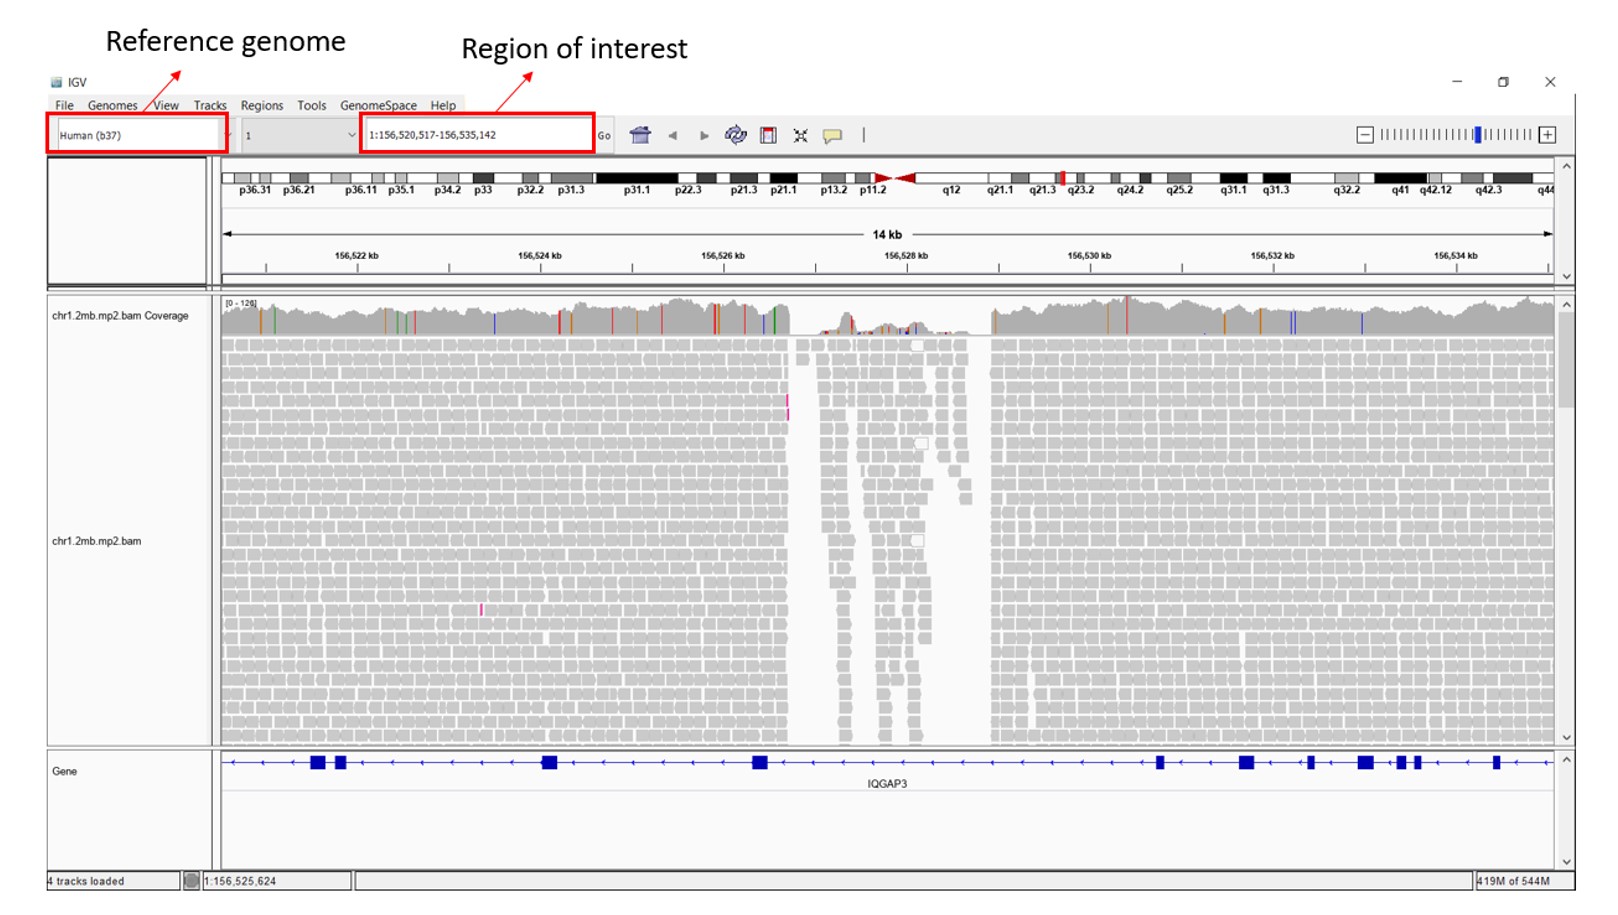 Reference genome
Region of interest
IGV
File Genomes View Tracks Regions Tools GenomeSpace Help
Human (b37) 1 1:156,520,517-156,535,142 Go
p36.31 p36.21 p36.11 p35.1 p34.2 p33 p32.2 p31.3 p31.1 p22.3 p21.3 p21.1 p13.2 p11.2 q12 q21.1 q21.3 q23.2 q24.2 q25.2 q31.1 q31.3 q32.2 q41 q42.12 q42.3 q44
14 kb
156,522 kb 156,524 kb 156,526 kb 156,528 kb 156,530 kb 156,532 kb 156,534 kb
[0 - 126]
chr1.2mb.mp2.bam Coverage
chr1.2mb.mp2.bam
Gene
IQGAP3
4 tracks loaded 1:156,525,624 419M of 544M